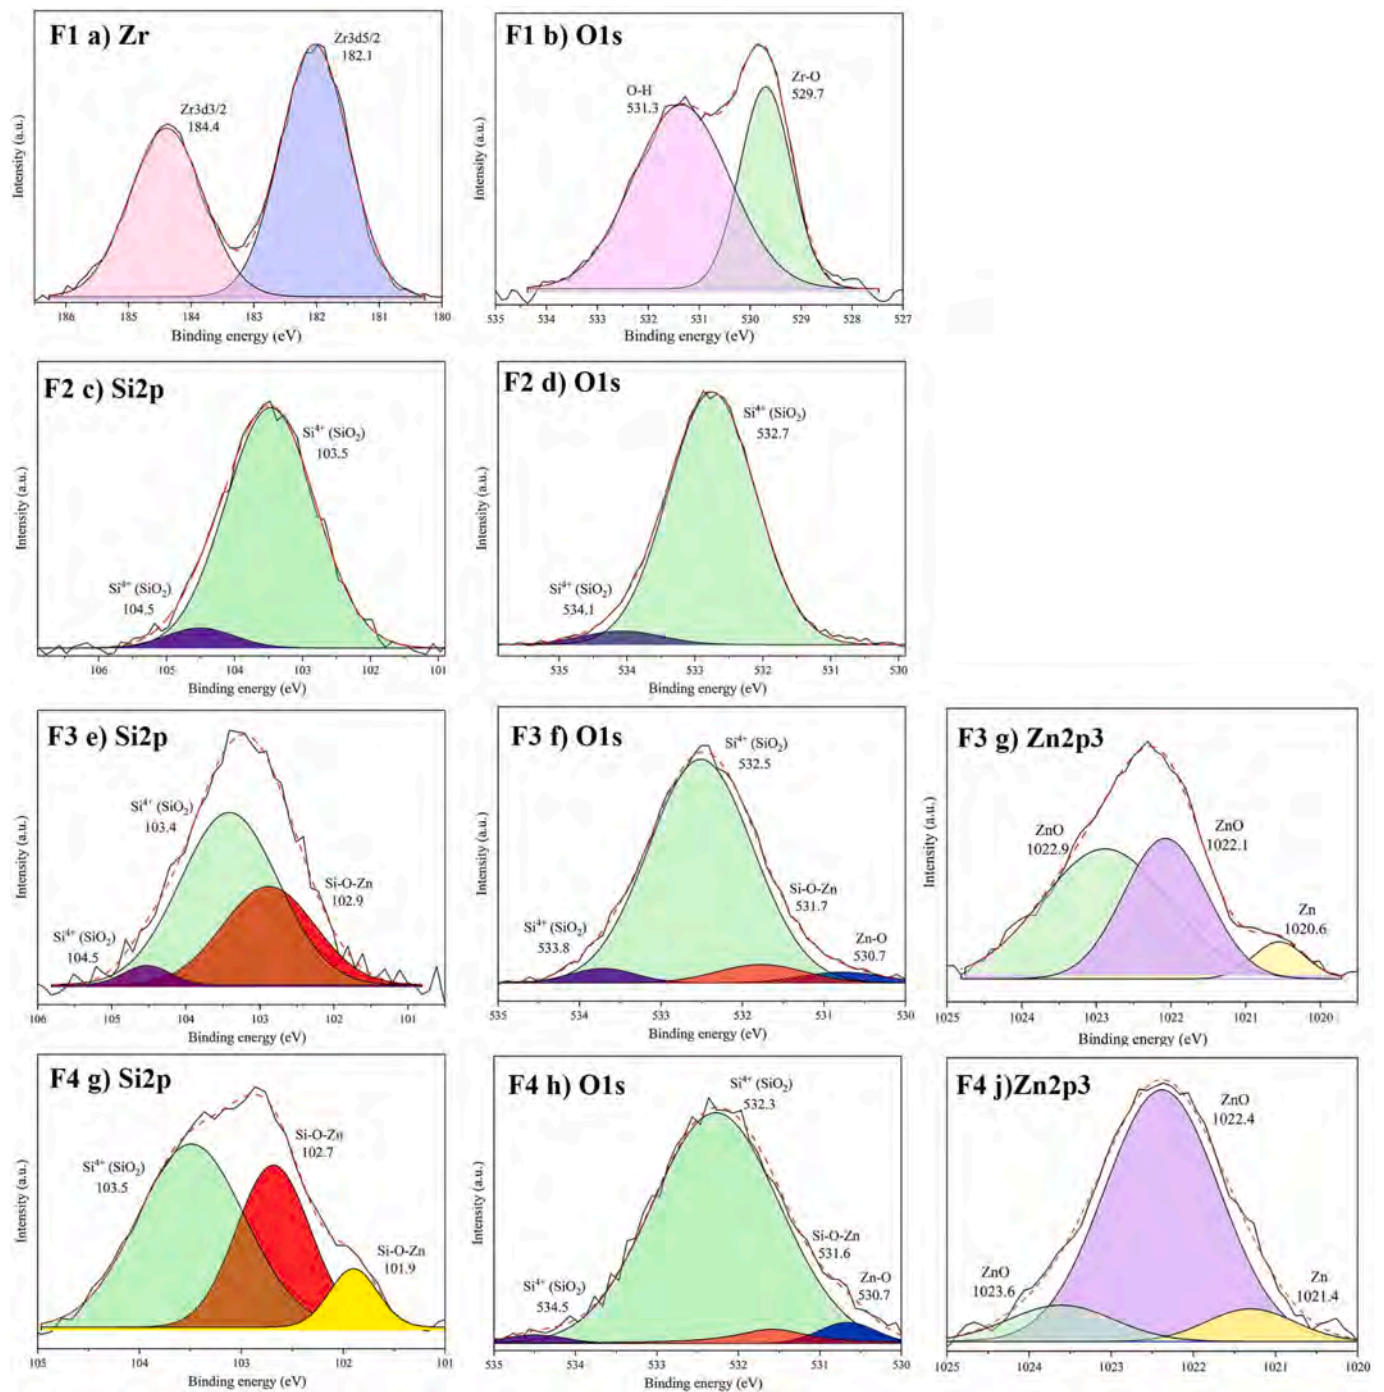 F1 a) Zr
Zr3d5/2
182.1
Zr3d3/2
184.4
Intensity (a.u.)
186 185 184 183 182 181 180
Binding energy (eV)
F1 b) O1s
O-H
531.3
Zr-O
529.7
Intensity (a.u.)
535 534 533 532 531 530 529 528 527
Binding energy (eV)
F2 c) Si2p
Si⁴⁺ (SiO₂)
103.5
Si⁴⁺ (SiO₂)
104.5
Intensity (a.u.)
106 105 104 103 102 101
Binding energy (eV)
F2 d) O1s
Si⁴⁺ (SiO₂)
532.7
Si⁴⁺ (SiO₂)
534.1
Intensity (a.u.)
535 534 533 532 531 530
Binding energy (eV)
F3 e) Si2p
Si⁴⁺ (SiO₂)
103.4
Si-O-Zn
102.9
Si⁴⁺ (SiO₂)
104.5
Intensity (a.u.)
106 105 104 103 102 101
Binding energy (eV)
F3 f) O1s
Si⁴⁺ (SiO₂)
532.5
Si-O-Zn
531.7
Si⁴⁺ (SiO₂)
533.8
Zn-O
530.7
Intensity (a.u.)
535 534 533 532 531 530
Binding energy (eV)
F3 g) Zn2p3
ZnO
1022.9
ZnO
1022.1
Zn
1020.6
Intensity (a.u.)
1025 1024 1023 1022 1021 1020
Binding energy (eV)
F4 g) Si2p
Si-O-Zn
102.7
Si⁴⁺ (SiO₂)
103.5
Si-O-Zn
101.9
Intensity (a.u.)
105 104 103 102 101
Binding energy (eV)
F4 h) O1s
Si⁴⁺ (SiO₂)
532.3
Si-O-Zn
531.6
Zn-O
530.7
Si⁴⁺ (SiO₂)
534.5
Intensity (a.u.)
535 534 533 532 531 530
Binding energy (eV)
F4 j)Zn2p3
ZnO
1022.4
ZnO
1023.6
Zn
1021.4
Intensity (a.u.)
1025 1024 1023 1022 1021 1020
Binding energy (eV)